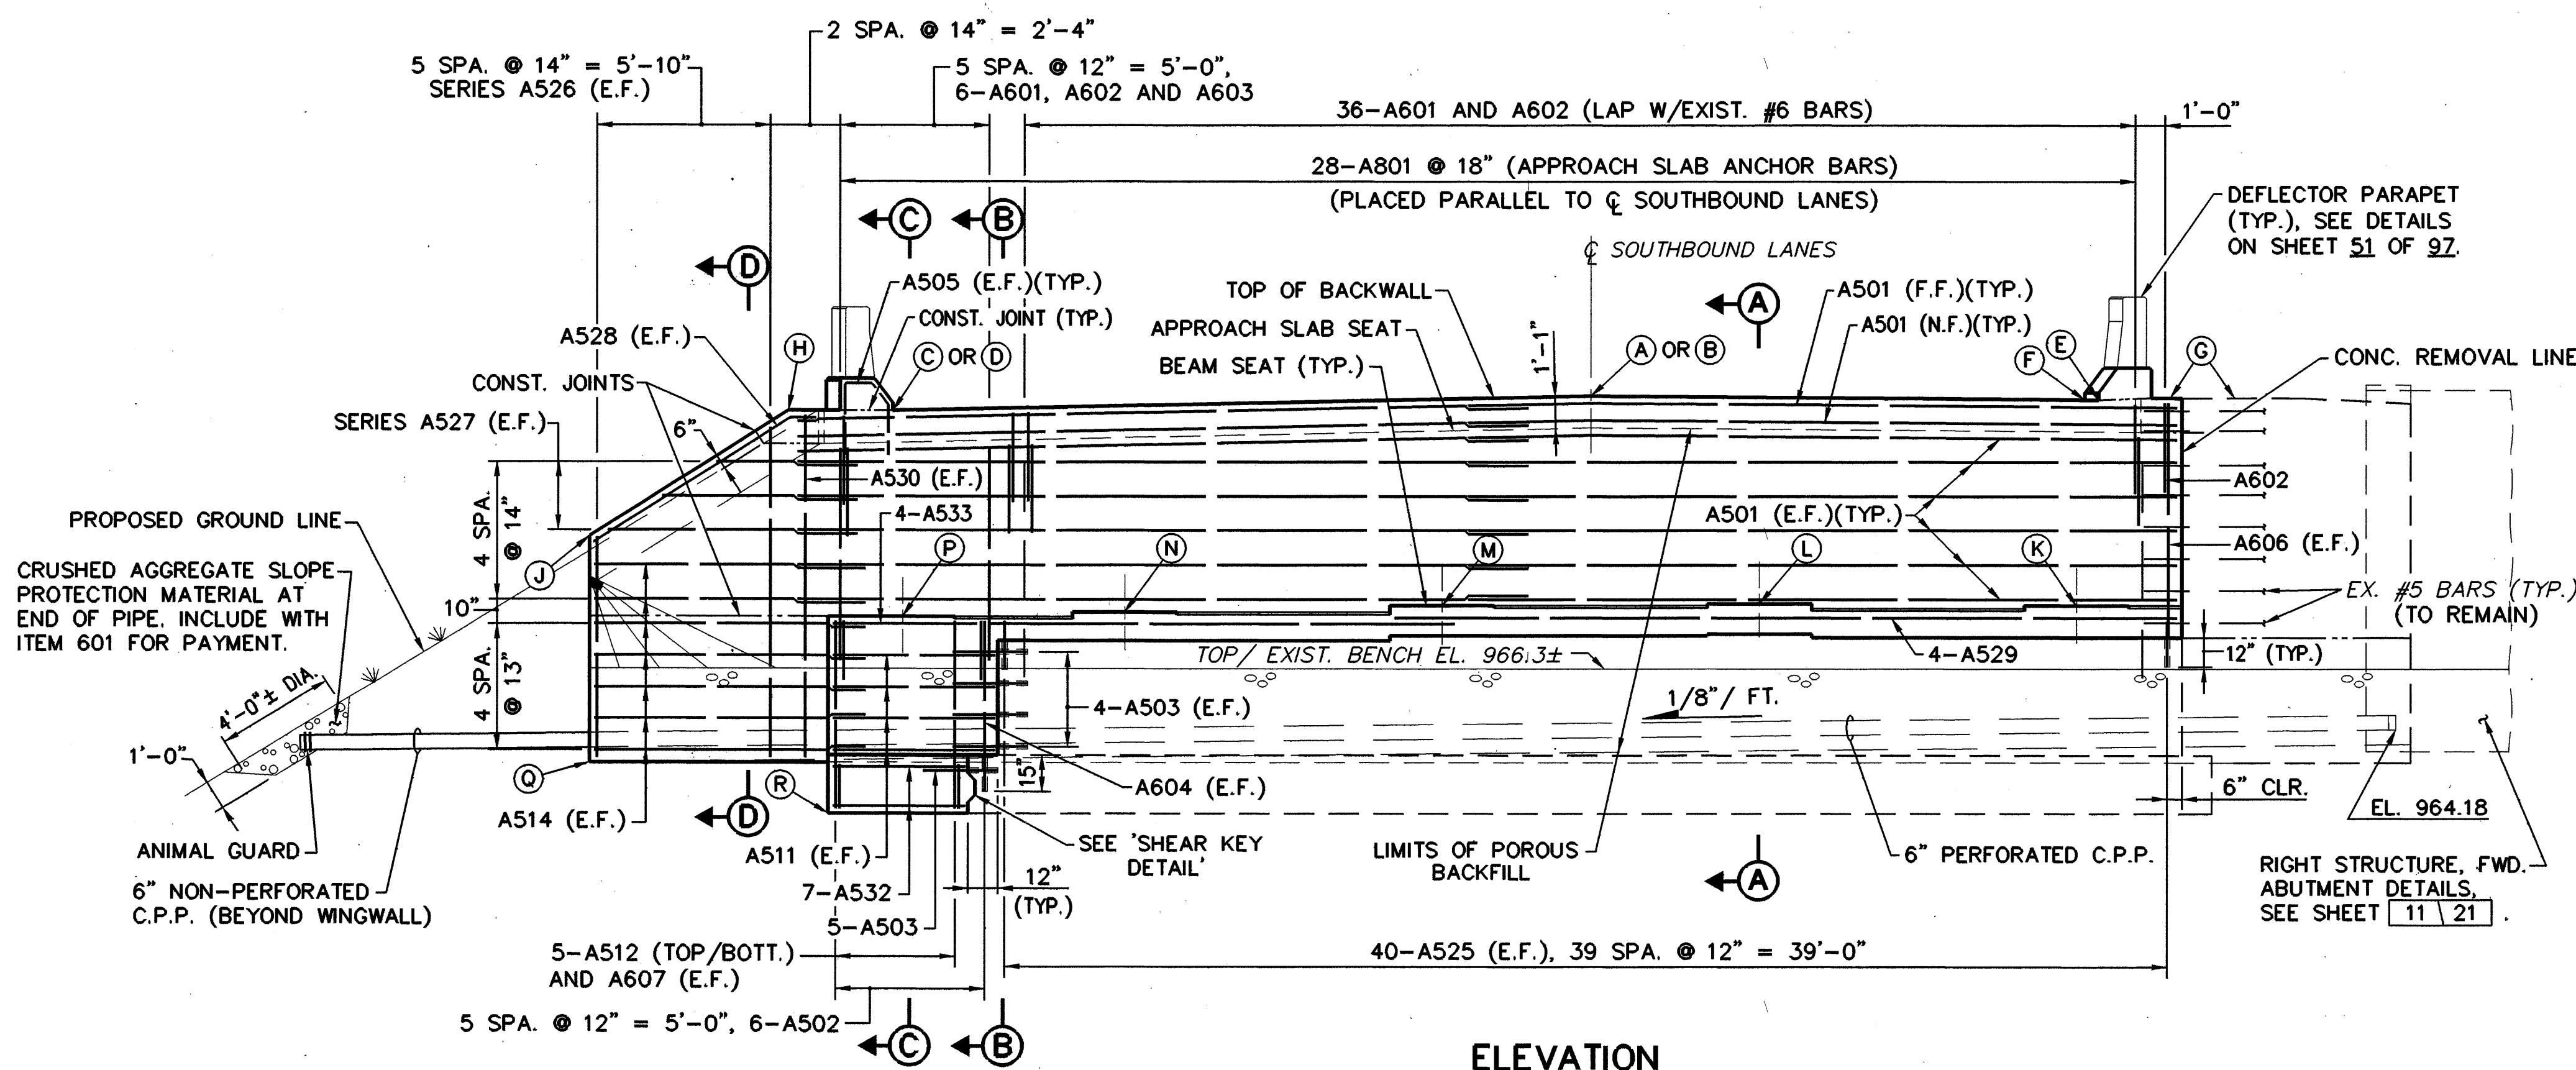 2 SPA. @ 14" = 2'-4"
5 SPA. @ 14" = 5'-10"
SERIES A526 (E.F.)
5 SPA. @ 12" = 5'-0",
6-A601, A602 AND A603
36-A601 AND A602 (LAP W/EXIST. #6 BARS)
1'-0"
28-A801 @ 18" (APPROACH SLAB ANCHOR BARS)
(PLACED PARALLEL TO ℄ SOUTHBOUND LANES)
DEFLECTOR PARAPET
(TYP.), SEE DETAILS
ON SHEET 51 OF 97.
C
B
D
℄ SOUTHBOUND LANES
A505 (E.F.)(TYP.)
CONST. JOINT (TYP.)
TOP OF BACKWALL
APPROACH SLAB SEAT
BEAM SEAT (TYP.)
A
A501 (F.F.)(TYP.)
A501 (N.F.)(TYP.)
1'-1"
A528 (E.F.)
H
C OR D
A OR B
F
E
G
CONC. REMOVAL LINE
CONST. JOINTS
SERIES A527 (E.F.)
6"
A530 (E.F.)
4-A533
A602
A501 (E.F.)(TYP.)
A606 (E.F.)
4 SPA.
@ 14"
PROPOSED GROUND LINE
CRUSHED AGGREGATE SLOPE
PROTECTION MATERIAL AT
END OF PIPE. INCLUDE WITH
ITEM 601 FOR PAYMENT.
J
P
N
M
L
K
10"
EX. #5 BARS (TYP.)
(TO REMAIN)
4 SPA.
@ 13"
TOP/ EXIST. BENCH EL. 966.3±
4-A529
12" (TYP.)
4'-0"± DIA.
4-A503 (E.F.)
1/8"/ FT.
1'-0"
Q
R
15"
A604 (E.F.)
6" CLR.
EL. 964.18
A514 (E.F.)
D
ANIMAL GUARD
A511 (E.F.)
SEE 'SHEAR KEY
DETAIL'
LIMITS OF POROUS
BACKFILL
6" PERFORATED C.P.P.
A
RIGHT STRUCTURE, FWD.
ABUTMENT DETAILS,
SEE SHEET 11 \ 21 .
6" NON-PERFORATED
C.P.P. (BEYOND WINGWALL)
7-A532
12"
(TYP.)
5-A503
5-A512 (TOP/BOTT.)
AND A607 (E.F.)
40-A525 (E.F.), 39 SPA. @ 12" = 39'-0"
5 SPA. @ 12" = 5'-0", 6-A502
C
B
ELEVATION